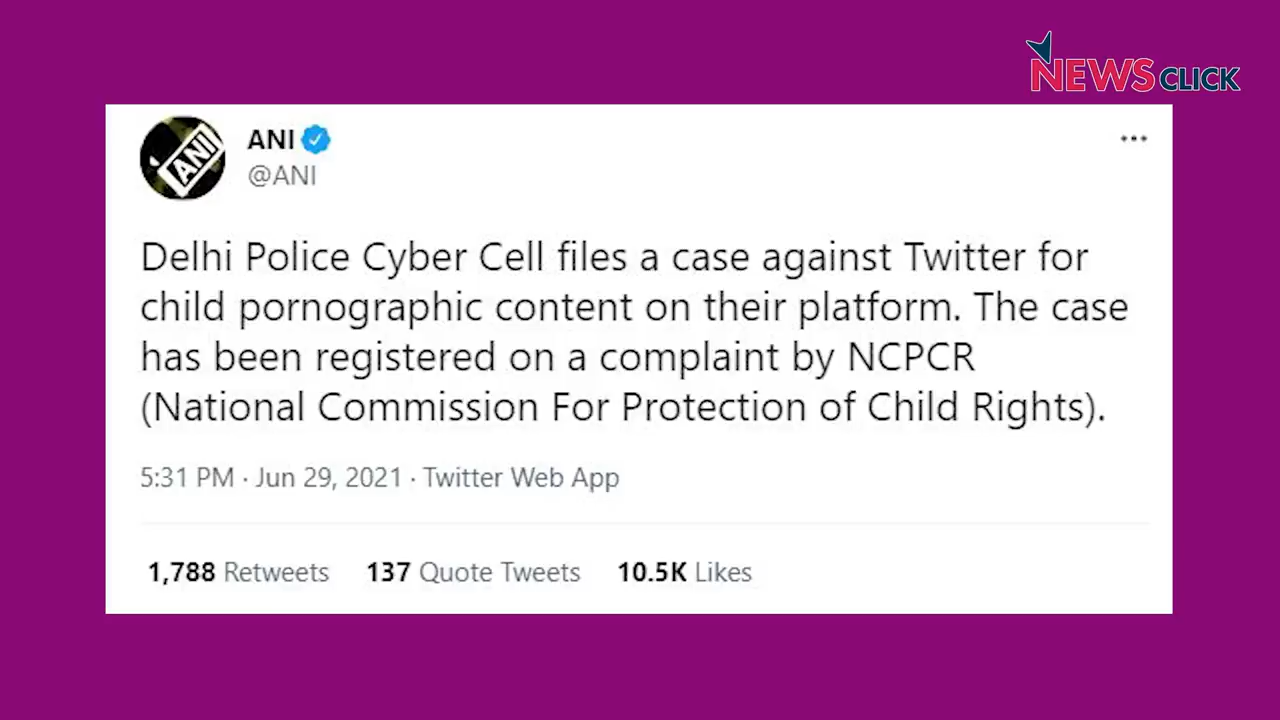 NEWSCLICK
ANI
ANI
@ANI
Delhi Police Cyber Cell files a case against Twitter for
child pornographic content on their platform. The case
has been registered on a complaint by NCPCR
(National Commission For Protection of Child Rights).
5:31 PM · Jun 29, 2021 · Twitter Web App
1,788 Retweets 137 Quote Tweets 10.5K Likes